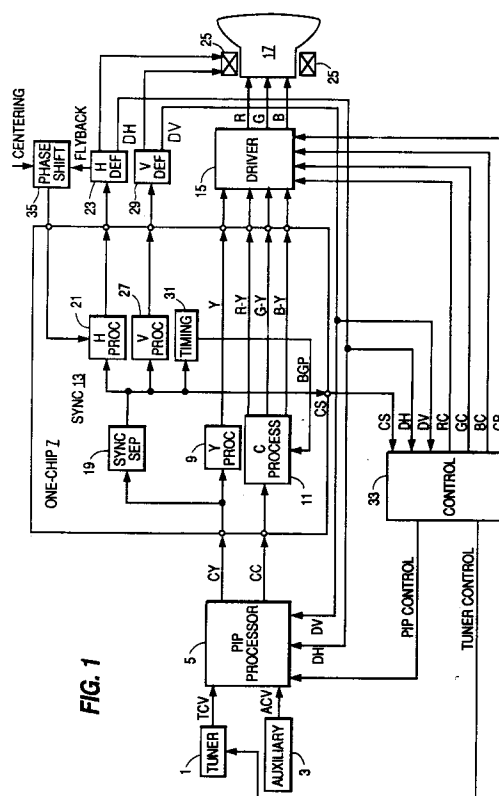 FIG. 1
CENTERING
35
PHASE
SHIFT
FLYBACK
23
H
DEF
DH
DV
29
V
DEF
25
17
25
R
G
B
15
DRIVER
ONE-CHIP 7
SYNC 13
21
H
PROC
27
V
PROC
31
TIMING
19
SYNC
SEP
9
Y
PROC
C
PROCESS
11
BGP
CS
Y
R-Y
G-Y
B-Y
CY
CC
5
PIP
PROCESSOR
TCV
ACV
1
TUNER
AUXILIARY
3
DH
DV
CS
DH
DV
RC
GC
BC
33
CONTROL
PIP CONTROL
TUNER CONTROL